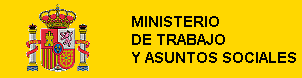 MINISTERIO
DE TRABAJO
Y ASUNTOS SOCIALES